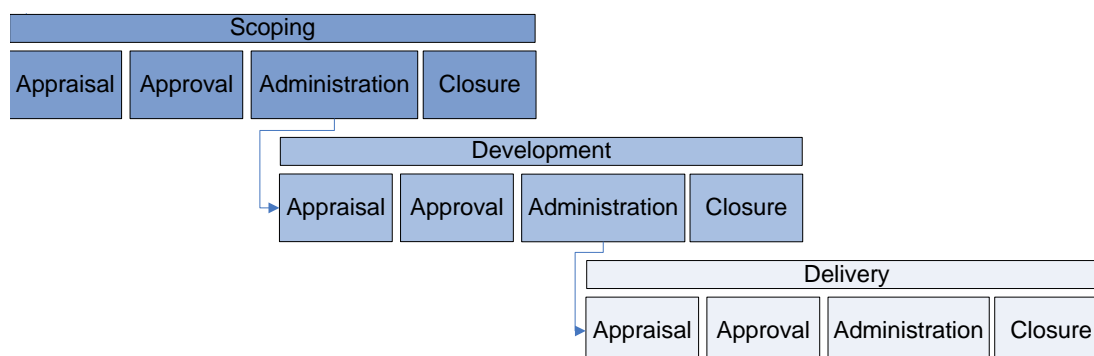 Scoping
Appraisal Approval Administration Closure
Development
Appraisal Approval Administration Closure
Delivery
Appraisal Approval Administration Closure